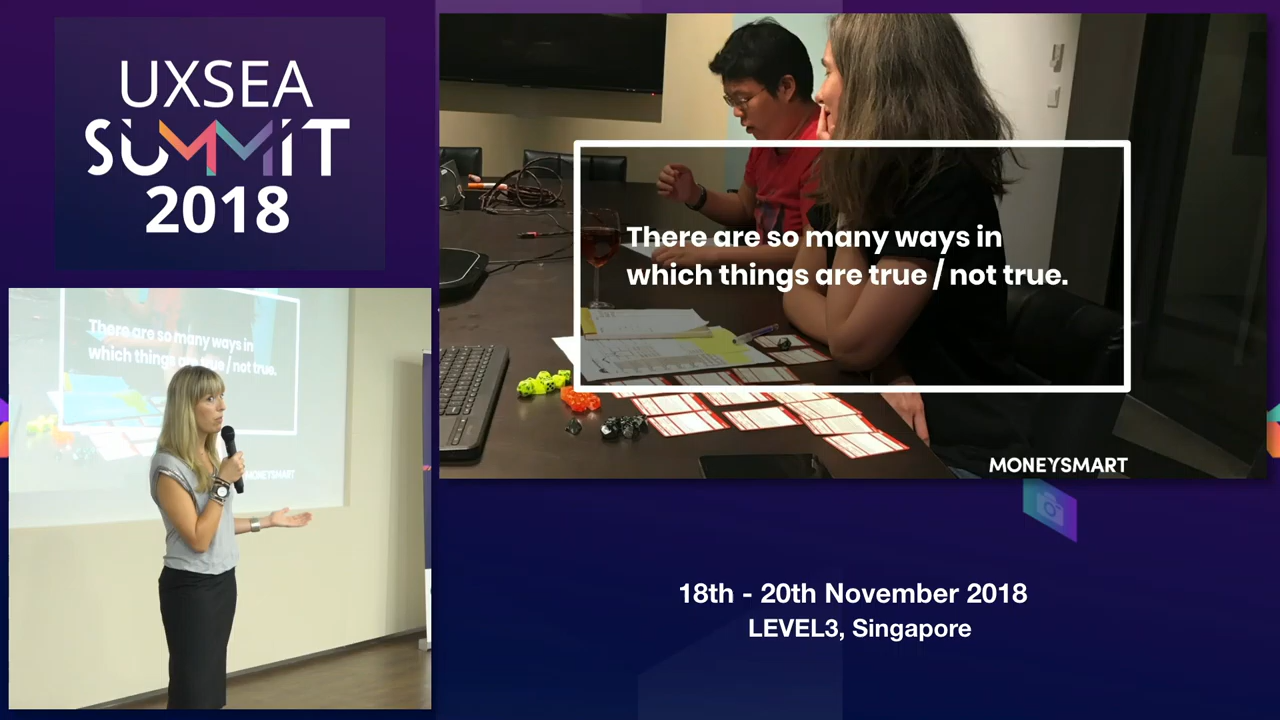 UXSEA
SUMMIT
2018
There are so many ways in
which things are true / not true.
MONEYSMART
There are so many ways in
which things are true / not true.
MONEYSMART
18th - 20th November 2018
LEVEL3, Singapore